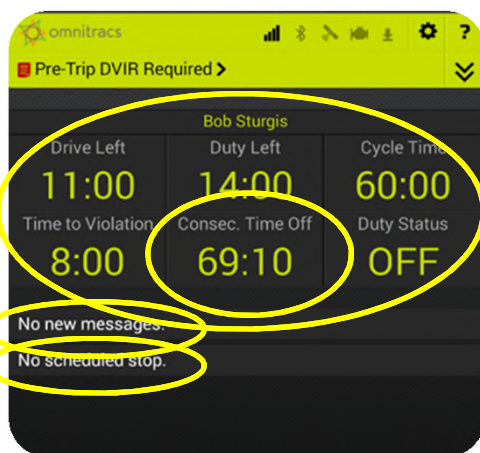 omnitracs ?
Pre-Trip DVIR Required >
Bob Sturgis
Drive Left Duty Left Cycle Time
11:00 14:00 60:00
Time to Violation Consec. Time Off Duty Status
8:00 69:10 OFF
No new messages.
No scheduled stop.